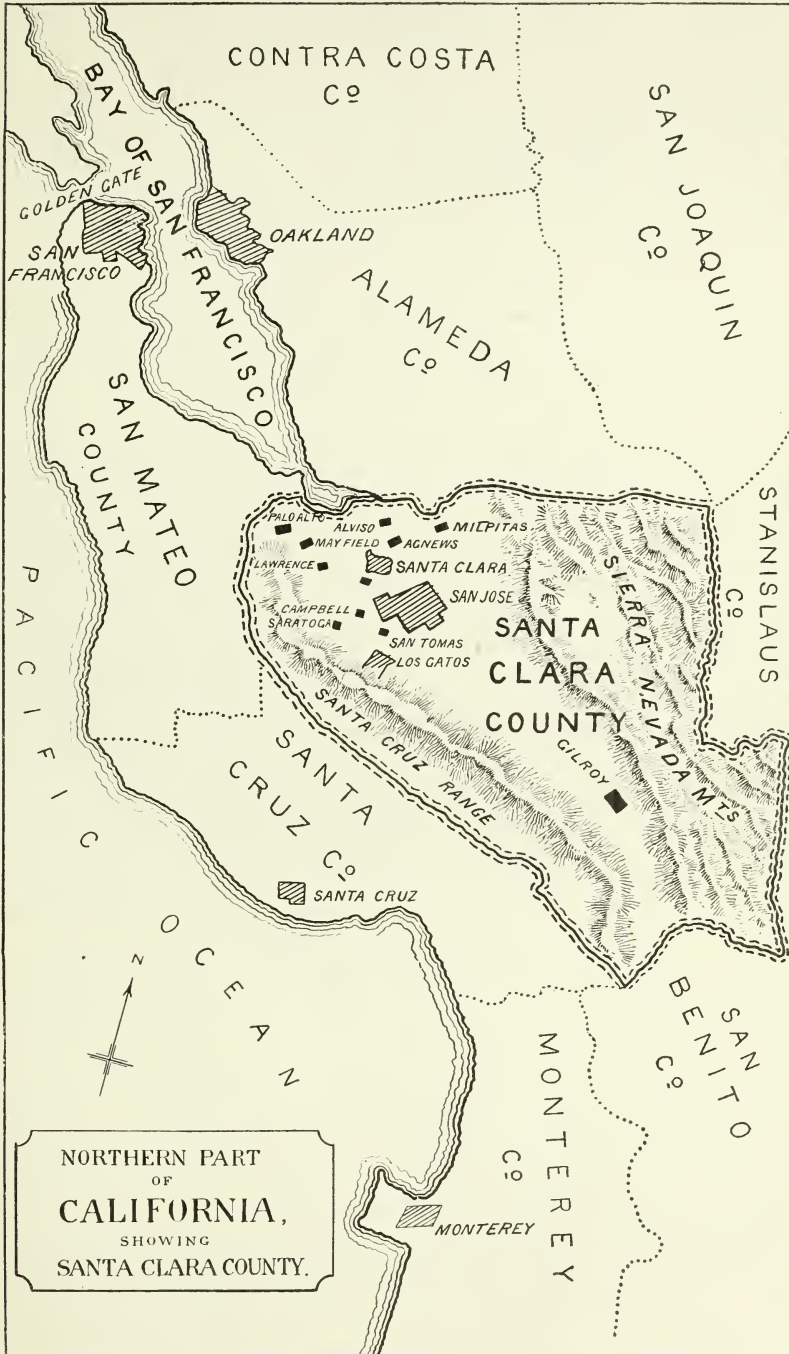 CONTRA COSTA
Cº
SAN JOAQUIN
Cº
BAY OF SAN FRANCISCO
GOLDEN GATE
SAN
FRANCISCO
OAKLAND
ALAMEDA
Cº
SAN MATEO
COUNTY
STANISLAUS
Cº
PALO ALTO
ALVISO
MILPITAS
MAYFIELD
AGNEWS
LAWRENCE
SANTA CLARA
SAN JOSE
CAMPBELL
SARATOGA
SAN TOMAS
LOS GATOS
SANTA
CLARA
COUNTY
SIERRA NEVADA MTS
GILROY
SANTA CRUZ RANGE
SANTA
CRUZ Cº
SANTA CRUZ
PACIFIC OCEAN
N
SAN
BENITO
Cº
MONTEREY
Cº
MONTEREY
NORTHERN PART
OF
CALIFORNIA,
SHOWING
SANTA CLARA COUNTY.